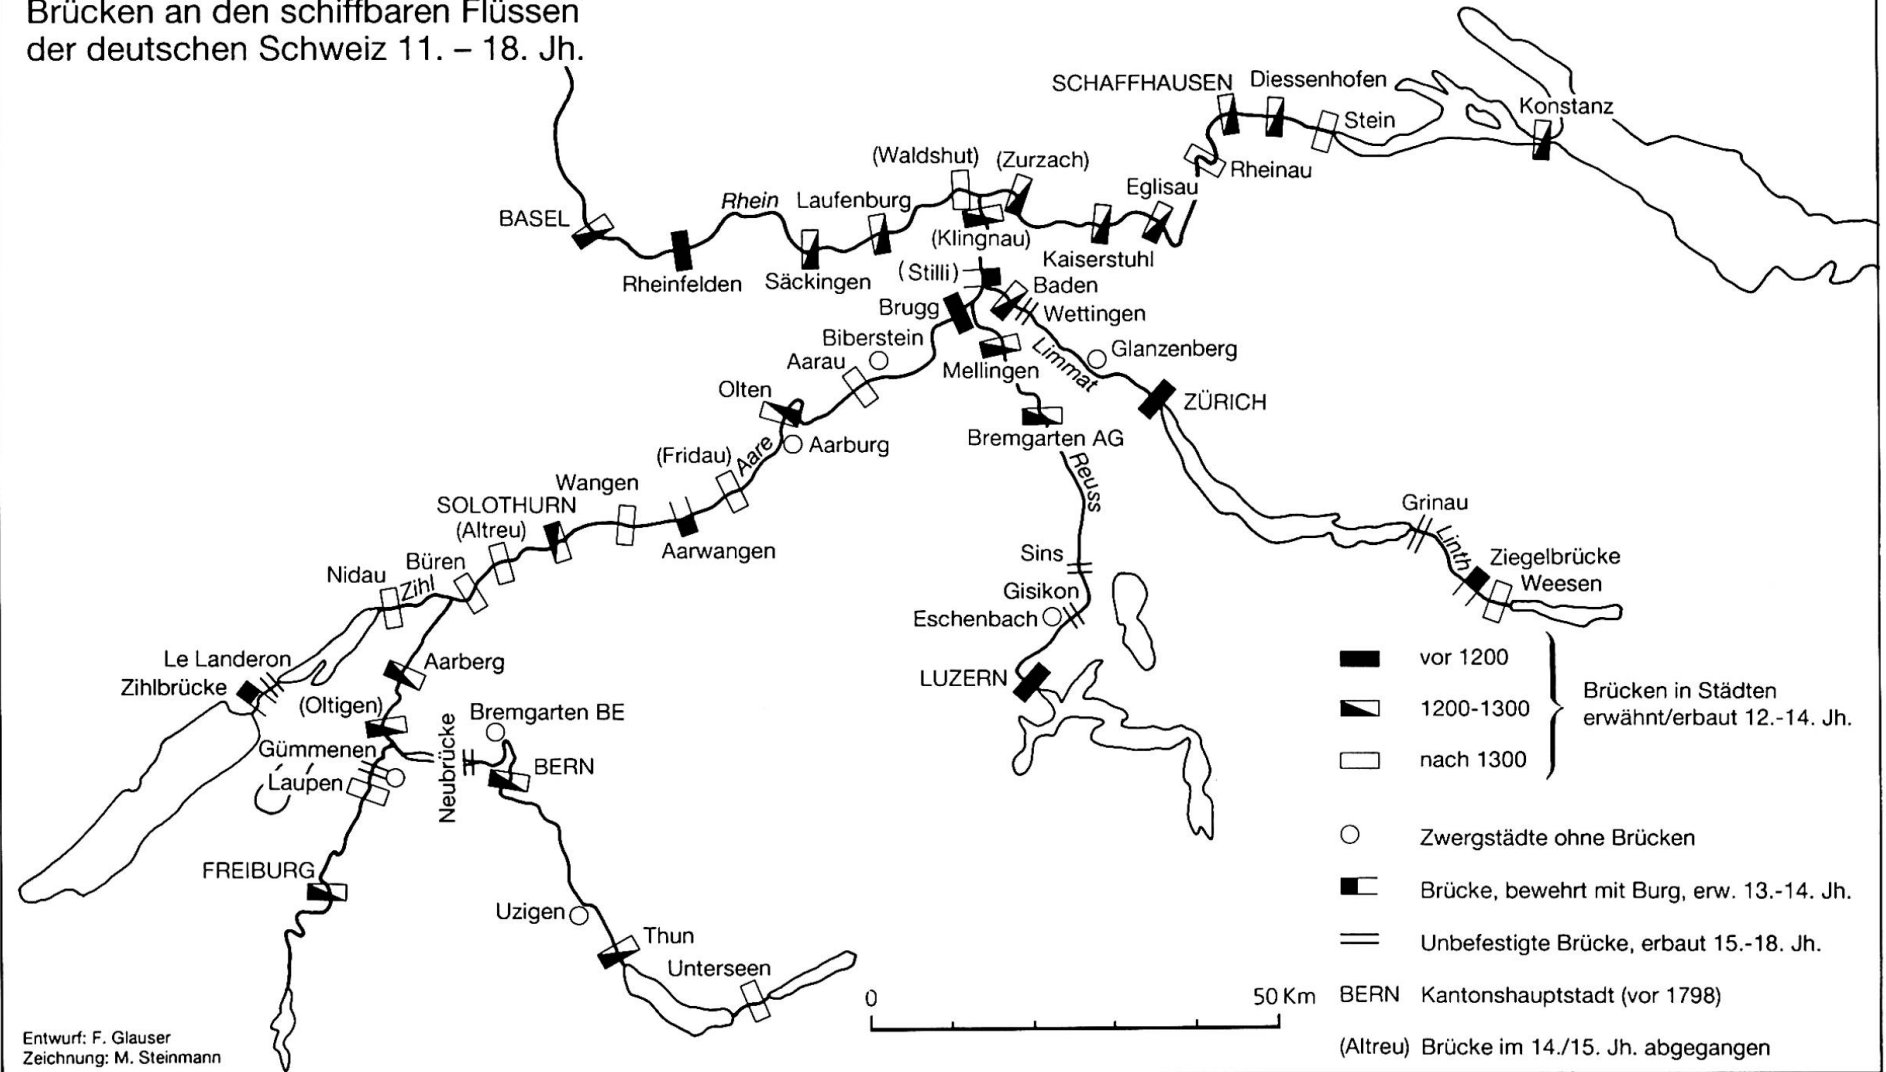 Brücken an den schiffbaren Flüssen
der deutschen Schweiz 11. – 18. Jh.
SCHAFFHAUSEN
Diessenhofen
Konstanz
Stein
(Waldshut)
(Zurzach)
Rheinau
Eglisau
Rhein
Laufenburg
BASEL
(Klingnau)
Kaiserstuhl
Rheinfelden
Säckingen
(Stilli)
Baden
Brugg
Wettingen
Biberstein
Aarau
Limmat
Glanzenberg
Mellingen
Olten
ZÜRICH
Bremgarten AG
Aarburg
(Fridau)
Aare
Reuss
Wangen
SOLOTHURN
(Altreu)
Grinau
Linth
Aarwangen
Sins
Ziegelbrücke
Weesen
Büren
Nidau
Zihl
Gisikon
Eschenbach
Le Landeron
Zihlbrücke
Aarberg
LUZERN
(Oltigen)
Bremgarten BE
Neubrücke
Gümmenen
Laupen
BERN
FREIBURG
Uzigen
Thun
Unterseen
vor 1200
1200-1300
nach 1300
Brücken in Städten
erwähnt/erbaut 12.-14. Jh.
Zwergstädte ohne Brücken
Brücke, bewehrt mit Burg, erw. 13.-14. Jh.
Unbefestigte Brücke, erbaut 15.-18. Jh.
BERN Kantonshauptstadt (vor 1798)
(Altreu) Brücke im 14./15. Jh. abgegangen
0 50 Km
Entwurf: F. Glauser
Zeichnung: M. Steinmann